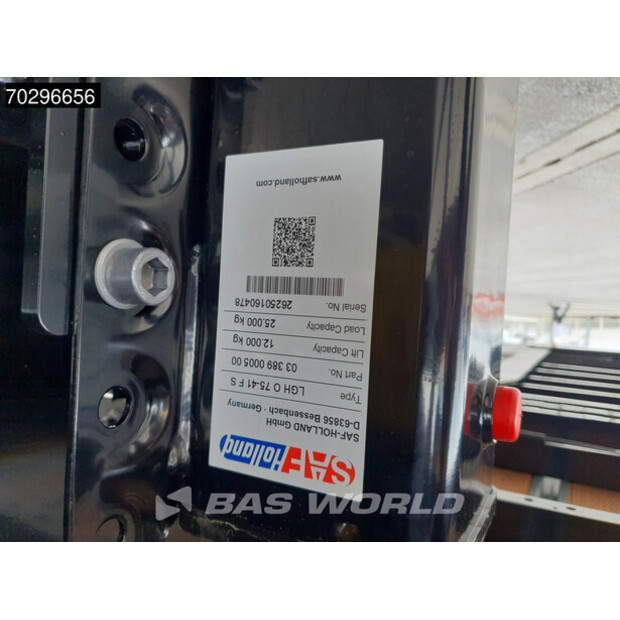 70296656
SAF Holland
SAF-HOLLAND GmbH
D-63856 Bessenbach · Germany
Type LGH O 75-41 F S
Part No. 03 389 0005 00
Lift Capacity 12.000 kg
Load Capacity 25.000 kg
Serial No. 26250160478
www.safholland.com
BAS WORLD